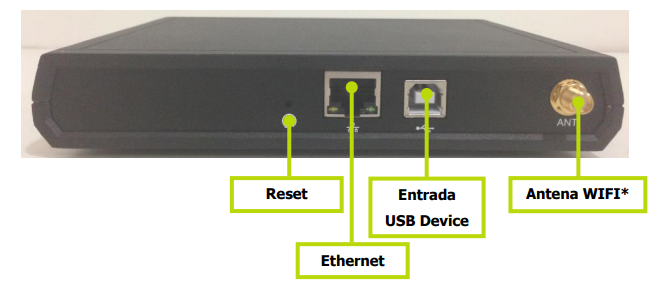 ANT
Reset
Entrada
USB Device
Antena WIFI*
Ethernet